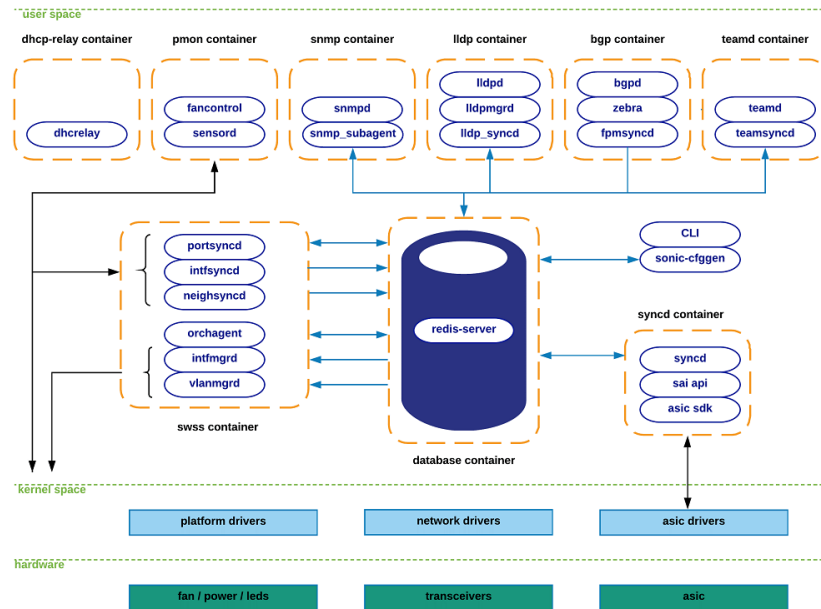 user space
dhcp-relay container
pmon container
snmp container
lldp container
bgp container
teamd container
dhcrelay
fancontrol
sensord
snmpd
snmp_subagent
lldpd
lldpmgrd
lldp_syncd
bgpd
zebra
fpmsyncd
teamd
teamsyncd
portsyncd
intfsyncd
neighsyncd
orchagent
intfmgrd
vlanmgrd
swss container
redis-server
database container
CLI
sonic-cfggen
syncd container
syncd
sai api
asic sdk
kernel space
platform drivers
network drivers
asic drivers
hardware
fan / power / leds
transceivers
asic